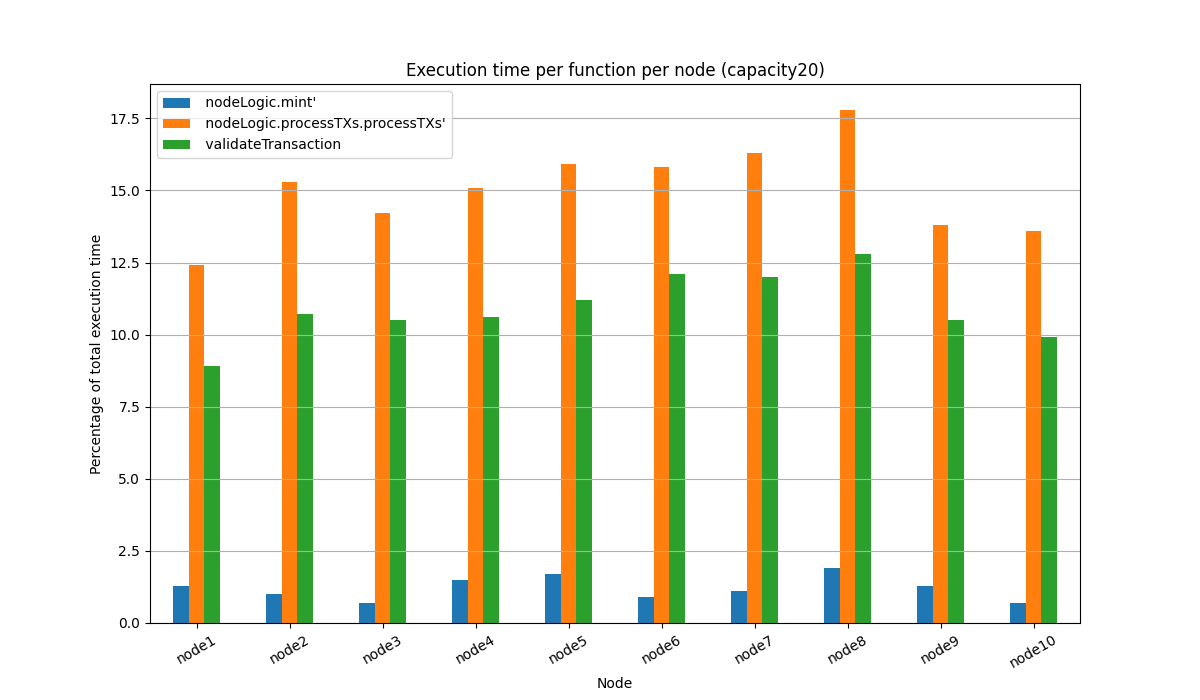 Execution time per function per node (capacity20)
nodeLogic.mint'
nodeLogic.processTXs.processTXs'
validateTransaction
Percentage of total execution time
17.5
15.0
12.5
10.0
7.5
5.0
2.5
0.0
node1 node2 node3 node4 node5 node6 node7 node8 node9 node10
Node